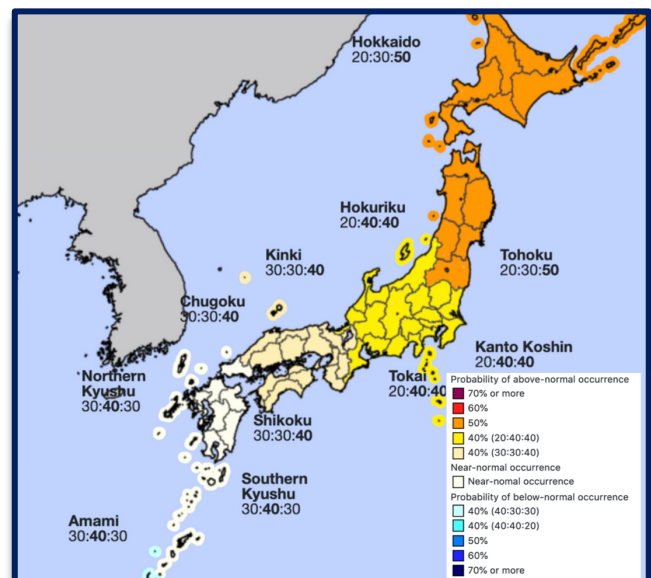 Hokkaido
20:30:50
Hokuriku
20:40:40
Kinki
30:30:40
Tohoku
20:30:50
Chugoku
30:30:40
Kanto Koshin
20:40:40
Northern
Kyushu
30:40:30
Tokai
20:40:40
Shikoku
30:30:40
Southern
Kyushu
30:40:30
Amami
30:40:30
Probability of above-normal occurrence
70% or more
60%
50%
40% (20:40:40)
40% (30:30:40)
Near-normal occurrence
Near-nomal occurrence
Probability of below-normal occurrence
40% (40:30:30)
40% (40:40:20)
50%
60%
70% or more